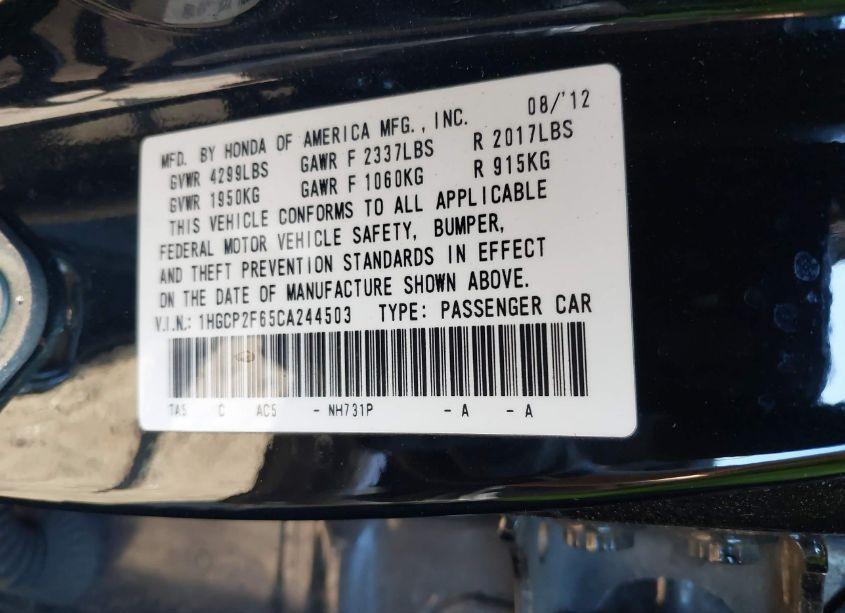 MFD. BY HONDA OF AMERICA MFG., INC. 08/'12
GVWR 4299LBS GAWR F 2337LBS R 2017LBS
GVWR 1950KG GAWR F 1060KG R 915KG
THIS VEHICLE CONFORMS TO ALL APPLICABLE
FEDERAL MOTOR VEHICLE SAFETY, BUMPER,
AND THEFT PREVENTION STANDARDS IN EFFECT
ON THE DATE OF MANUFACTURE SHOWN ABOVE.
V.I.N.: 1HGCP2F65CA244503 TYPE: PASSENGER CAR
TA5 C AC5 - NH731P - A - A